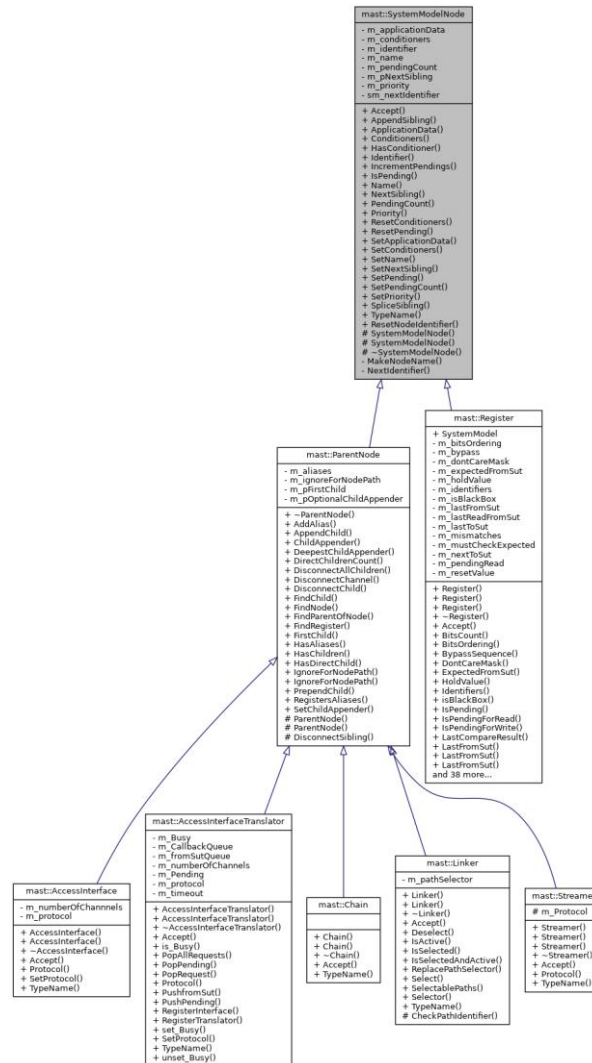 mast::SystemModelNode
- m_applicationData
- m_conditioners
- m_identifier
- m_name
- m_pendingCount
- m_pNextSibling
- m_priority
- sm_nextIdentifier
+ Accept()
+ AppendSibling()
+ ApplicationData()
+ Conditioners()
+ HasConditioner()
+ Identifier()
+ IncrementPendings()
+ IsPending()
+ Name()
+ NextSibling()
+ PendingCount()
+ Priority()
+ ResetConditioners()
+ ResetPending()
+ SetApplicationData()
+ SetConditioners()
+ SetName()
+ SetNextSibling()
+ SetPending()
+ SetPendingCount()
+ SetPriority()
+ SpliceSibling()
+ TypeName()
+ ResetNodeIdentifier()
# SystemModelNode()
# SystemModelNode()
# ~SystemModelNode()
- MakeNodeName()
- NextIdentifier()
mast::ParentNode
- m_aliases
- m_ignoreForNodePath
- m_pFirstChild
- m_pOptionalChildAppender
+ ~ParentNode()
+ AddAlias()
+ AppendChild()
+ ChildAppender()
+ DeepestChildAppender()
+ DirectChildrenCount()
+ DisconnectAllChildren()
+ DisconnectChannel()
+ DisconnectChild()
+ FindChild()
+ FindNode()
+ FindParentOfNode()
+ FindRegister()
+ FirstChild()
+ HasAliases()
+ HasChildren()
+ HasDirectChild()
+ IgnoreForNodePath()
+ IgnoreForNodePath()
+ PrependChild()
+ RegistersAliases()
+ SetChildAppender()
# ParentNode()
# ParentNode()
# DisconnectSibling()
mast::Register
+ SystemModel
- m_bitsOrdering
- m_bypass
- m_dontCareMask
- m_expectedFromSut
- m_holdValue
- m_identifiers
- m_isBlackBox
- m_lastFromSut
- m_lastReadFromSut
- m_lastToSut
- m_mismatches
- m_mustCheckExpected
- m_nextToSut
- m_pendingRead
- m_resetValue
+ Register()
+ Register()
+ Register()
+ ~Register()
+ Accept()
+ BitsCount()
+ BitsOrdering()
+ BypassSequence()
+ DontCareMask()
+ ExpectedFromSut()
+ HoldValue()
+ Identifiers()
+ isBlackBox()
+ IsPending()
+ IsPendingForRead()
+ IsPendingForWrite()
+ LastCompareResult()
+ LastFromSut()
+ LastFromSut()
+ LastFromSut()
and 38 more...
mast::AccessInterface
- m_numberOfChannnels
- m_protocol
+ AccessInterface()
+ AccessInterface()
+ ~AccessInterface()
+ Accept()
+ Protocol()
+ SetProtocol()
+ TypeName()
mast::AccessInterfaceTranslator
- m_Busy
- m_CallbackQueue
- m_fromSutQueue
- m_numberOfChannels
- m_Pending
- m_protocol
- m_timeout
+ AccessInterfaceTranslator()
+ AccessInterfaceTranslator()
+ ~AccessInterfaceTranslator()
+ Accept()
+ is_Busy()
+ PopAllRequests()
+ PopPending()
+ PopRequest()
+ Protocol()
+ PushfromSut()
+ PushPending()
+ RegisterInterface()
+ RegisterTranslator()
+ set_Busy()
+ SetProtocol()
+ TypeName()
+ unset_Busy()
mast::Chain
+ Chain()
+ Chain()
+ ~Chain()
+ Accept()
+ TypeName()
mast::Linker
- m_pathSelector
+ Linker()
+ Linker()
+ ~Linker()
+ Accept()
+ Deselect()
+ IsActive()
+ IsSelected()
+ IsSelectedAndActive()
+ ReplacePathSelector()
+ Select()
+ SelectablePaths()
+ Selector()
+ TypeName()
# CheckPathIdentifier()
mast::Streamer
# m_Protocol
+ Streamer()
+ Streamer()
+ Streamer()
+ ~Streamer()
+ Accept()
+ Protocol()
+ TypeName()